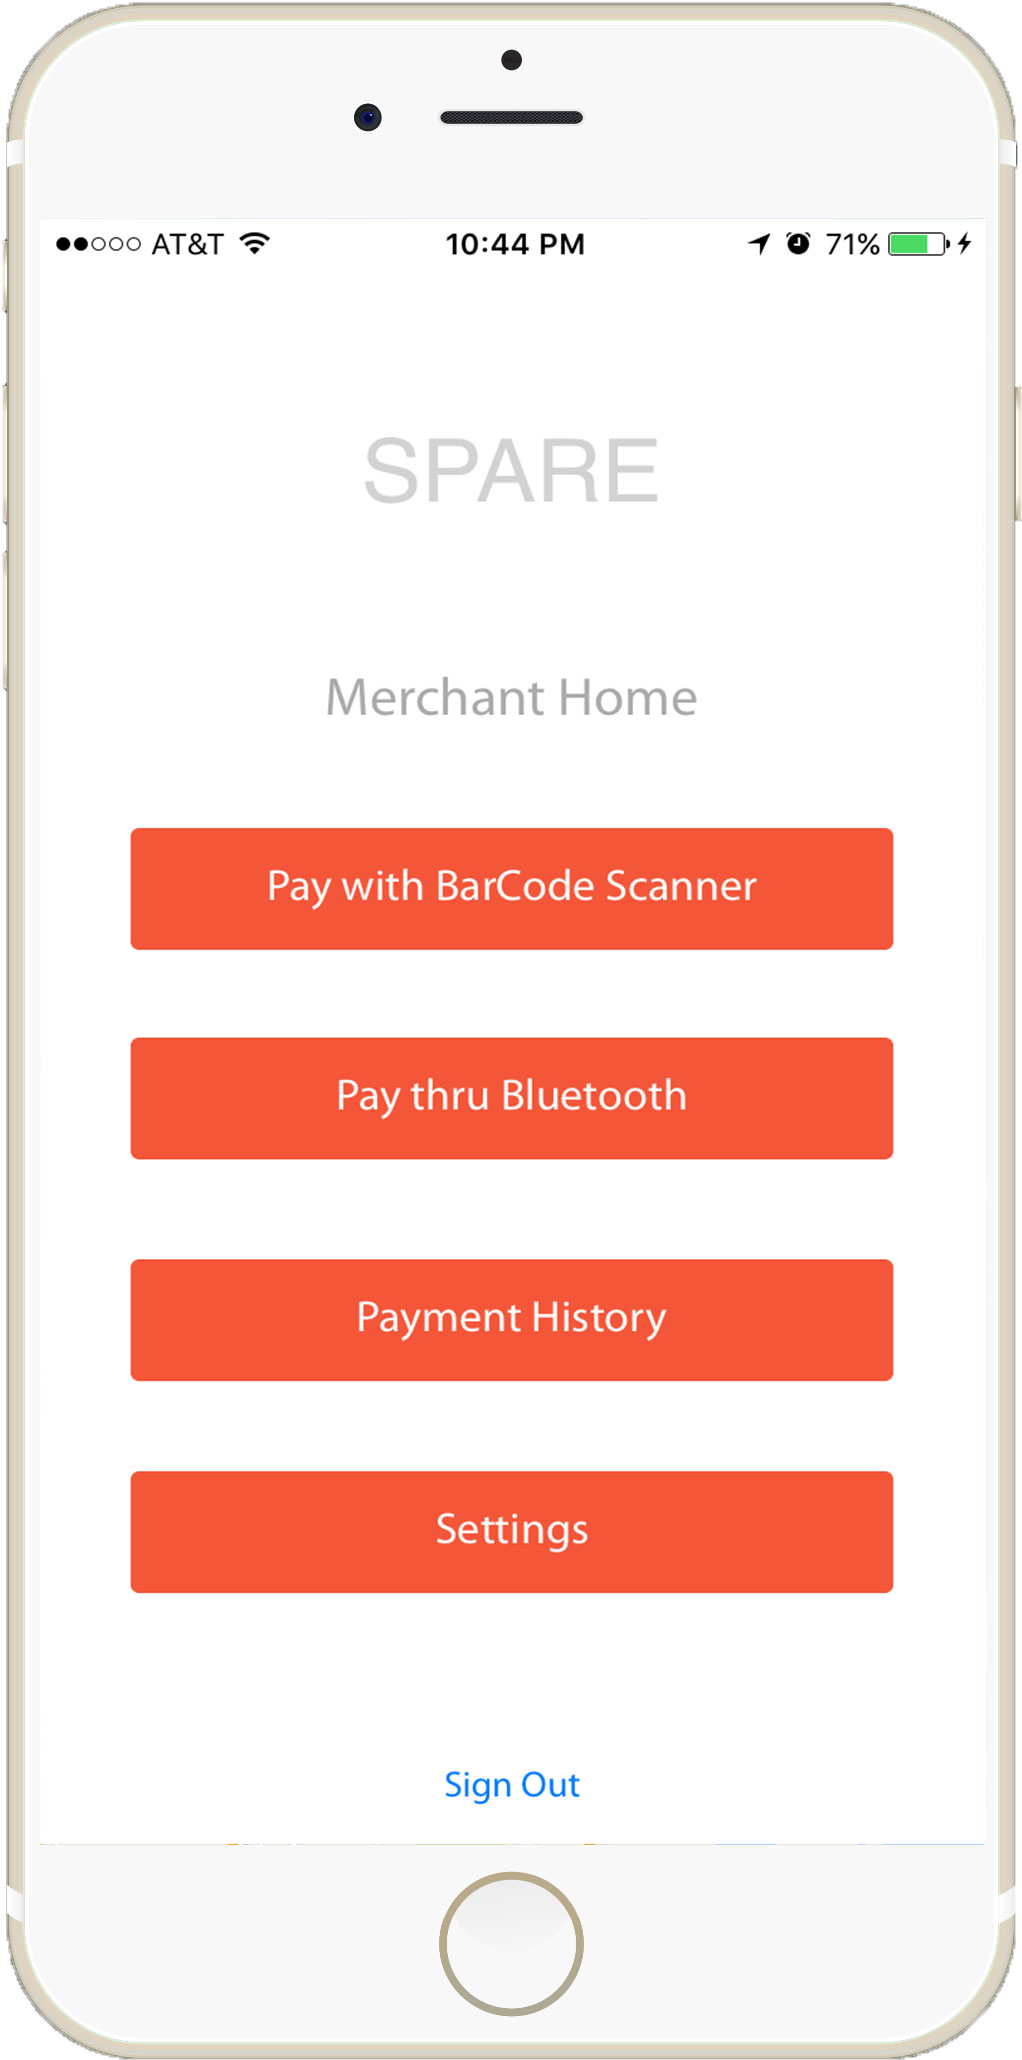 AT&T 10:44 PM 71%
SPARE
Merchant Home
Pay with BarCode Scanner
Pay thru Bluetooth
Payment History
Settings
Sign Out